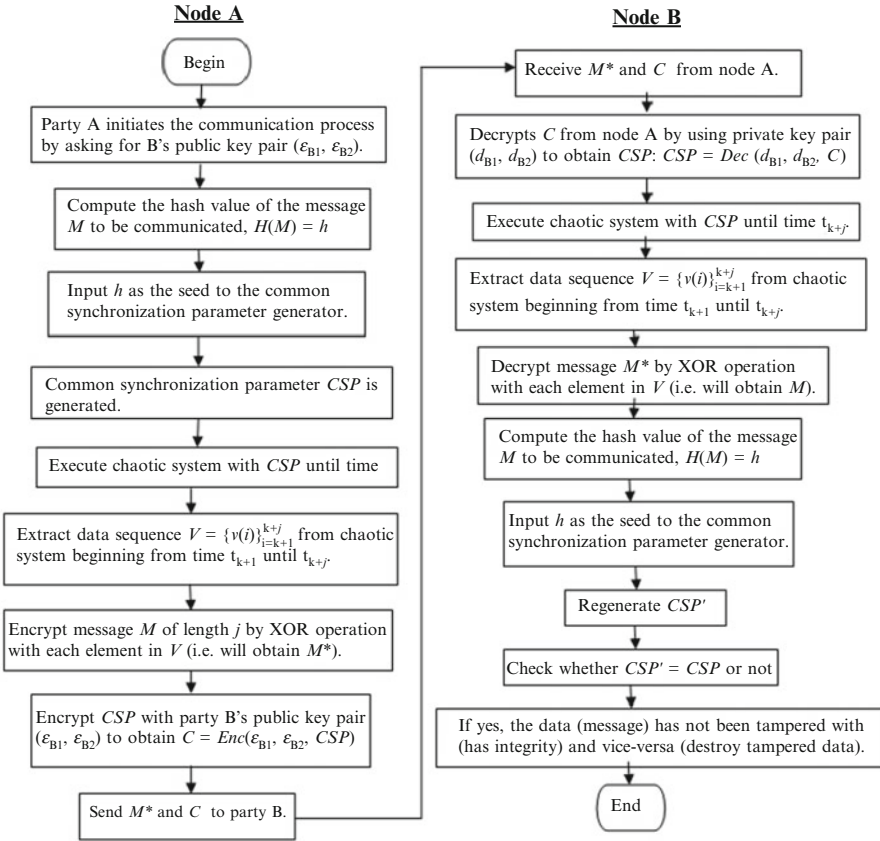 Node A
Begin
Party A initiates the communication process
by asking for B's public key pair (ε_B1, ε_B2).
Compute the hash value of the message
M to be communicated, H(M) = h
Input h as the seed to the common
synchronization parameter generator.
Common synchronization parameter CSP is
generated.
Execute chaotic system with CSP until time
Extract data sequence V = {v(i)}_{i=k+1}^{k+j} from chaotic
system beginning from time t_{k+1} until t_{k+j}.
Encrypt message M of length j by XOR operation
with each element in V (i.e. will obtain M*).
Encrypt CSP with party B's public key pair
(ε_B1, ε_B2) to obtain C = Enc(ε_B1, ε_B2, CSP)
Send M* and C to party B.
Node B
Receive M* and C from node A.
Decrypts C from node A by using private key pair
(d_B1, d_B2) to obtain CSP: CSP = Dec (d_B1, d_B2, C)
Execute chaotic system with CSP until time t_{k+j}.
Extract data sequence V = {v(i)}_{i=k+1}^{k+j} from chaotic
system beginning from time t_{k+1} until t_{k+j}.
Decrypt message M* by XOR operation
with each element in V (i.e. will obtain M).
Compute the hash value of the message
M to be communicated, H(M) = h
Input h as the seed to the common
synchronization parameter generator.
Regenerate CSP'
Check whether CSP' = CSP or not
If yes, the data (message) has not been tampered with
(has integrity) and vice-versa (destroy tampered data).
End